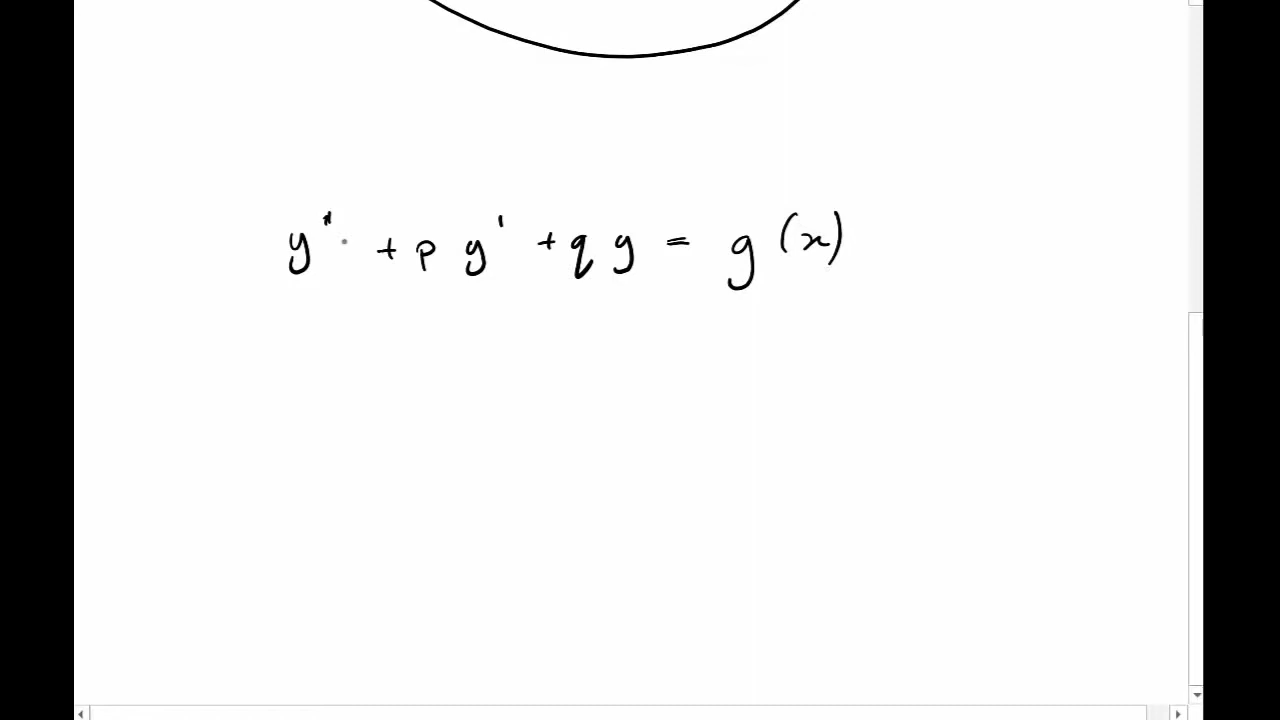 y'' + p y' + q y = g (x)